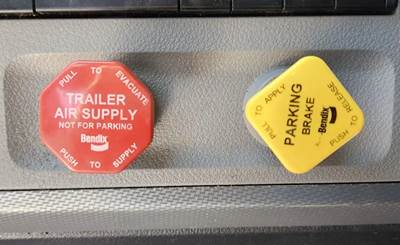 PULL TO EVACUATE
TRAILER
AIR SUPPLY
NOT FOR PARKING
Bendix
PUSH TO SUPPLY
PULL TO APPLY
PARKING
BRAKE
Bendix
PUSH TO RELEASE